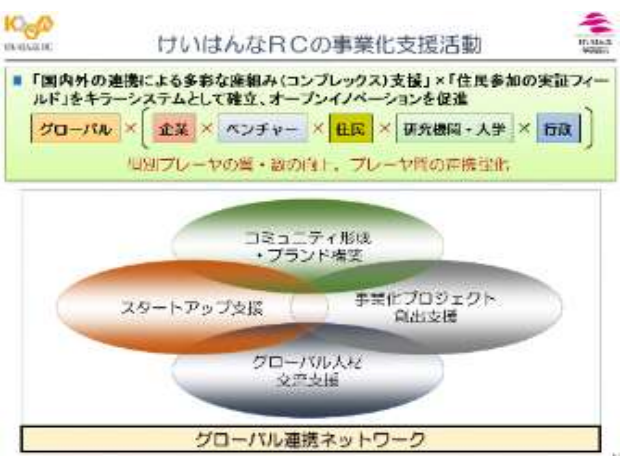 けいはんなRCの事業化支援活動
■ 「国内外の連携による多彩な座組み(コンプレックス)支援」×「住民参加の実証フィー
ルド」をキラーシステムとして確立、オープンイノベーションを促進
グローバル × 企業 × ベンチャー × 住民 × 研究機関・大学 × 行政
個別プレーヤの質・数の向上、プレーヤ間の連携強化
コミュニティ形成
・ブランド構築
スタートアップ支援
事業化プロジェクト
創出支援
グローバル人材
交流支援
グローバル連携ネットワーク